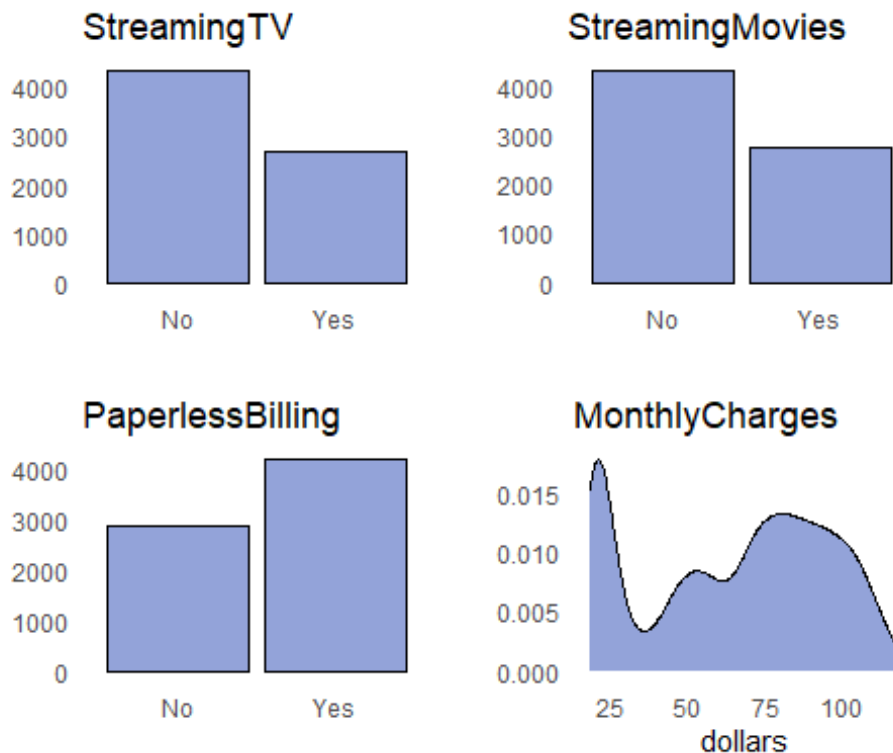 StreamingTV
4000
3000
2000
1000
0
No Yes
StreamingMovies
4000
3000
2000
1000
0
No Yes
PaperlessBilling
4000
3000
2000
1000
0
No Yes
MonthlyCharges
0.015
0.010
0.005
0.000
25 50 75 100
dollars